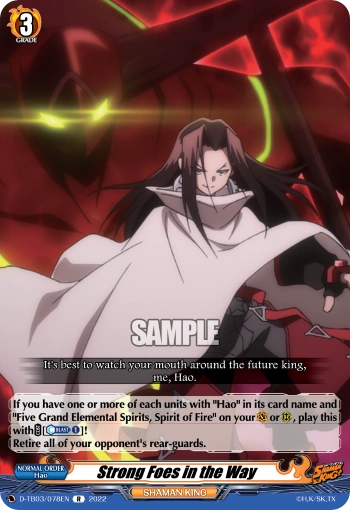 3
GRADE
SAMPLE
It's best to watch your mouth around the future king,
me, Hao.
If you have one or more of each units with "Hao" in its card name and
"Five Grand Elemental Spirits, Spirit of Fire" on your or , play this
with [BLAST 1]!
Retire all of your opponent's rear-guards.
NORMAL ORDER
Hao
Strong Foes in the Way
SHAMAN KING
D-TB03/078EN R 2022
©H,K/SK,TX